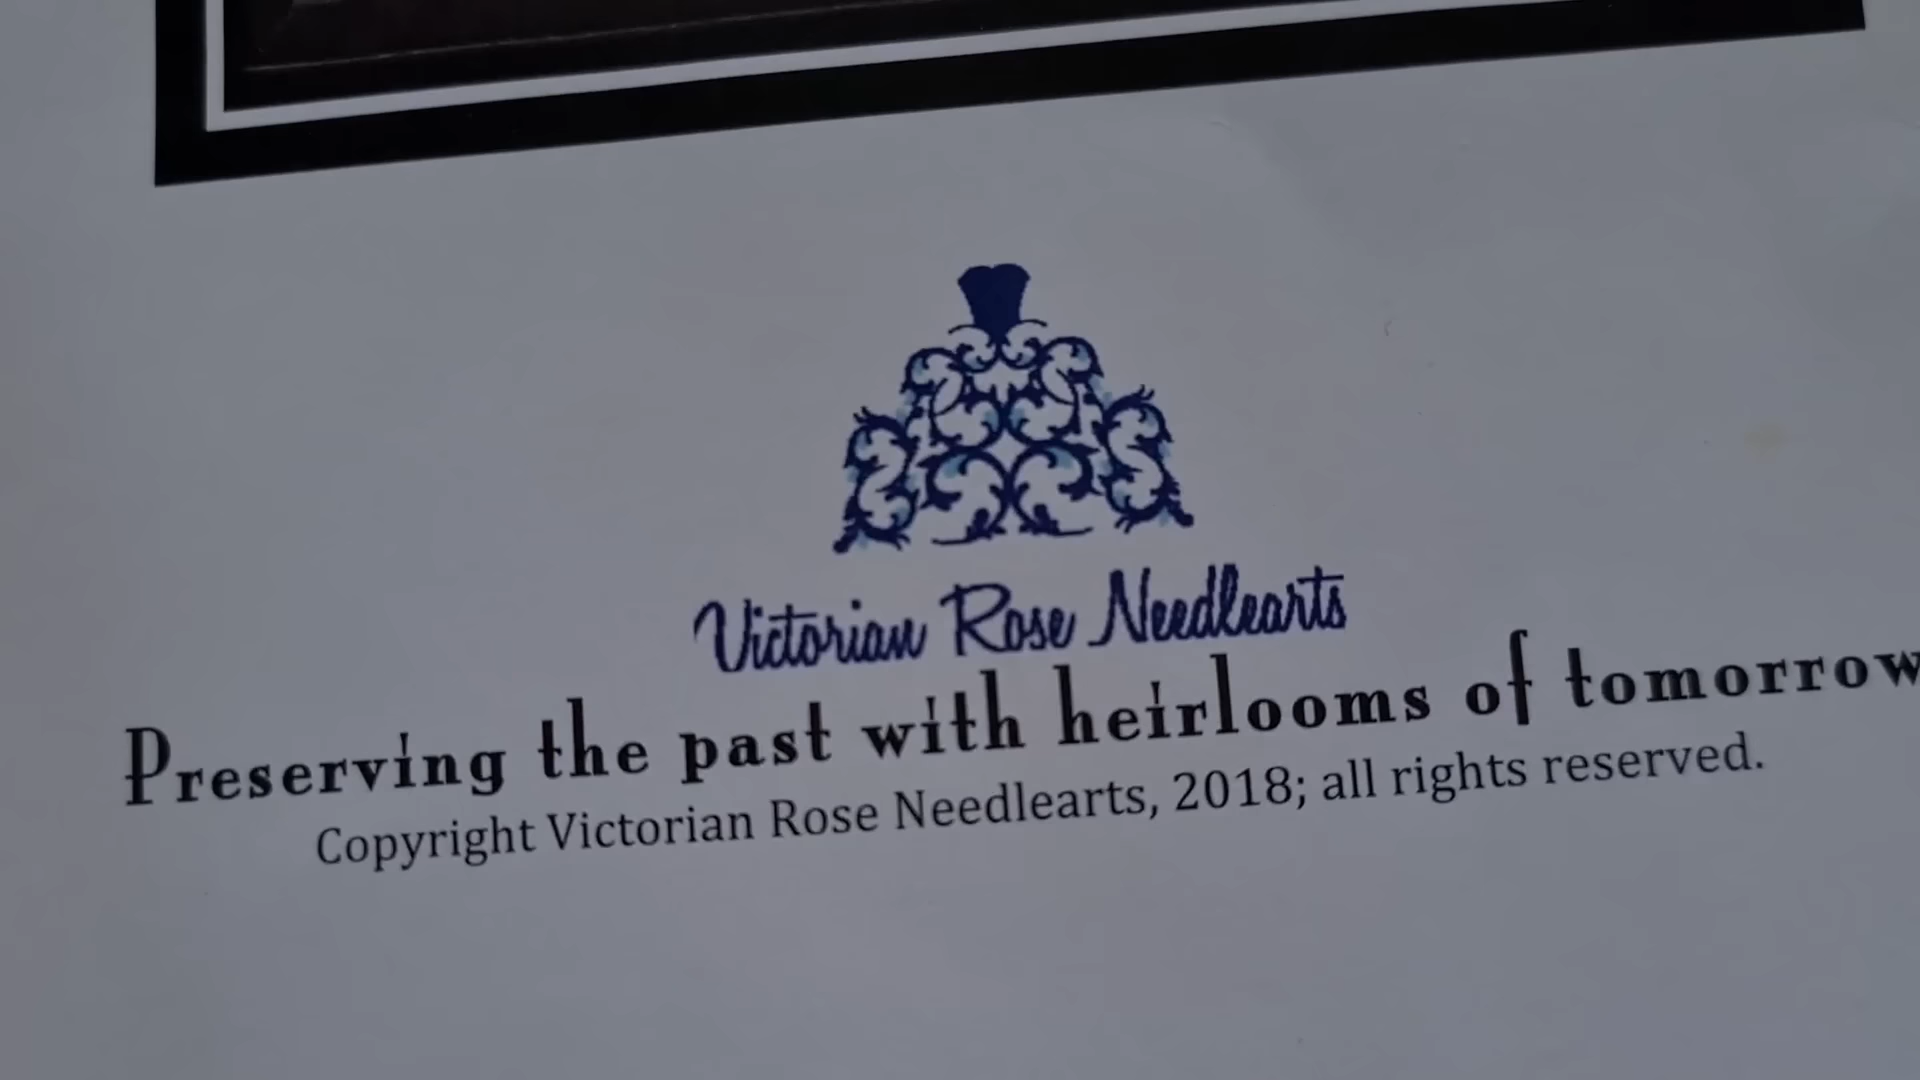 Victorian Rose Needlearts
Preserving the past with heirlooms of tomorrow
Copyright Victorian Rose Needlearts, 2018; all rights reserved.